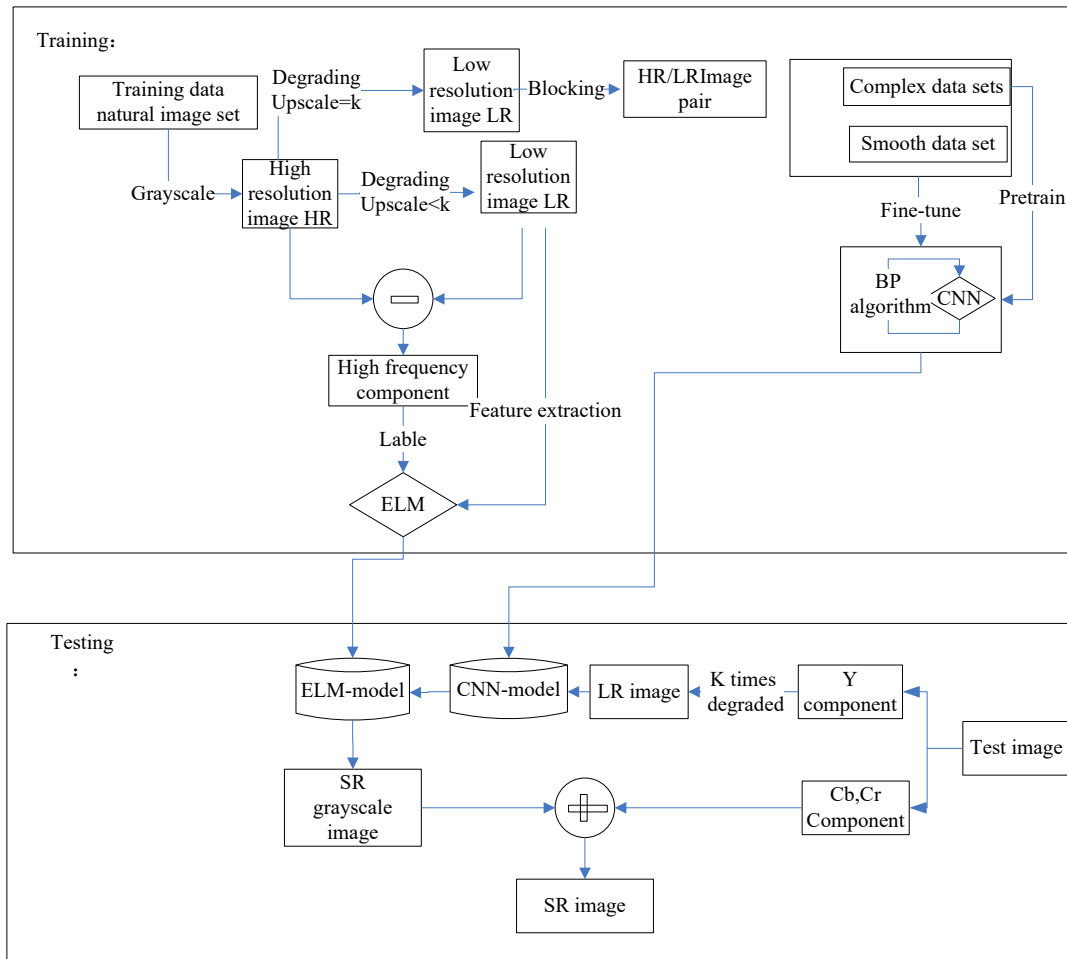 Training：
Training data
natural image set
Degrading
Upscale=k
Low
resolution
image LR
Blocking
HR/LRImage
pair
Complex data sets
Smooth data set
Grayscale
High
resolution
image HR
Degrading
Upscale<k
Low
resolution
image LR
Fine-tune
Pretrain
BP
algorithm
CNN
High frequency
component
Feature extraction
Lable
ELM
Testing
：
ELM-model
CNN-model
LR image
K times
degraded
Y
component
Test image
SR
grayscale
image
Cb,Cr
Component
SR image